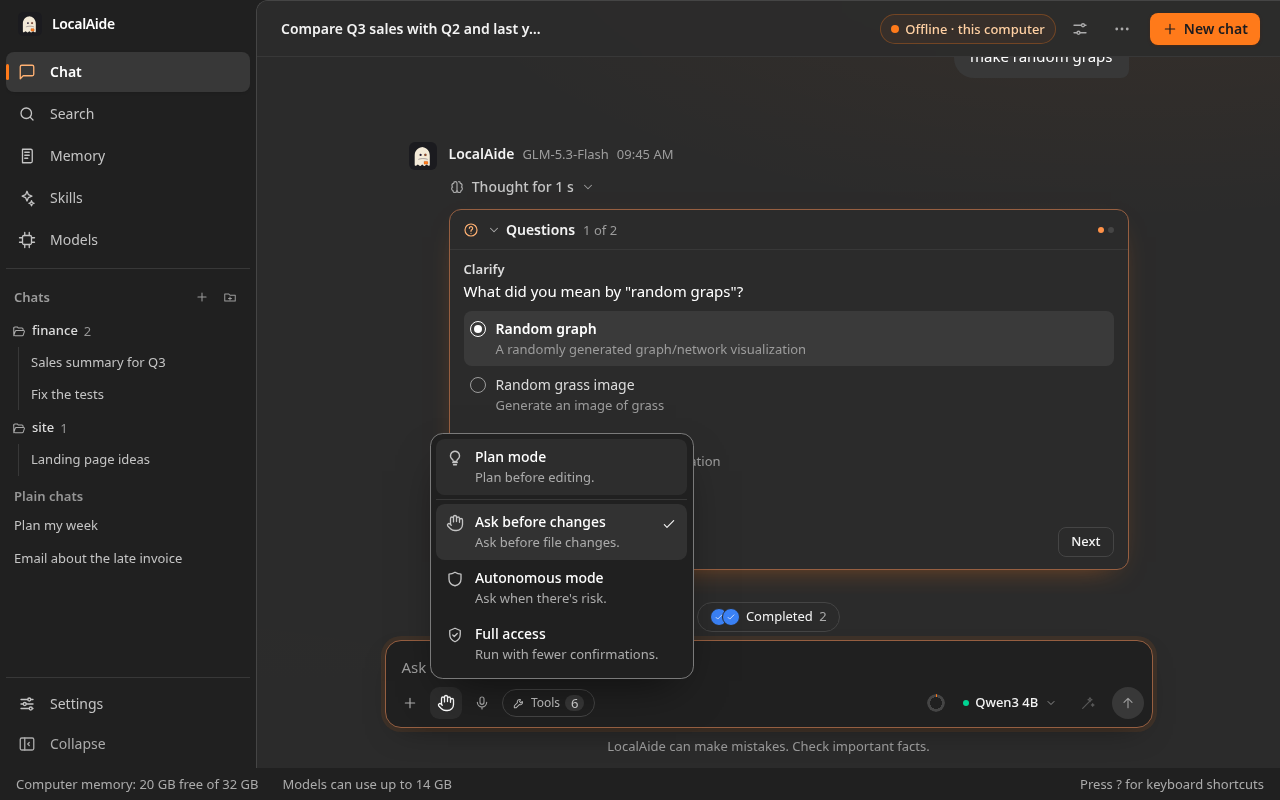 LocalAide
Chat
Search
Memory
Skills
Models
Chats
finance 2
Sales summary for Q3
Fix the tests
site 1
Landing page ideas
Plain chats
Plan my week
Email about the late invoice
Settings
Collapse
Compare Q3 sales with Q2 and last y...
Offline · this computer
New chat
make random graps
LocalAide GLM-5.3-Flash 09:45 AM
Thought for 1 s
Questions 1 of 2
Clarify
What did you mean by "random graps"?
Random graph
A randomly generated graph/network visualization
Random grass image
Generate an image of grass
Next
Plan mode
Plan before editing.
Ask before changes
Ask before file changes.
Autonomous mode
Ask when there's risk.
Full access
Run with fewer confirmations.
Completed 2
Ask
Tools 6
Qwen3 4B
LocalAide can make mistakes. Check important facts.
Computer memory: 20 GB free of 32 GB
Models can use up to 14 GB
Press ? for keyboard shortcuts